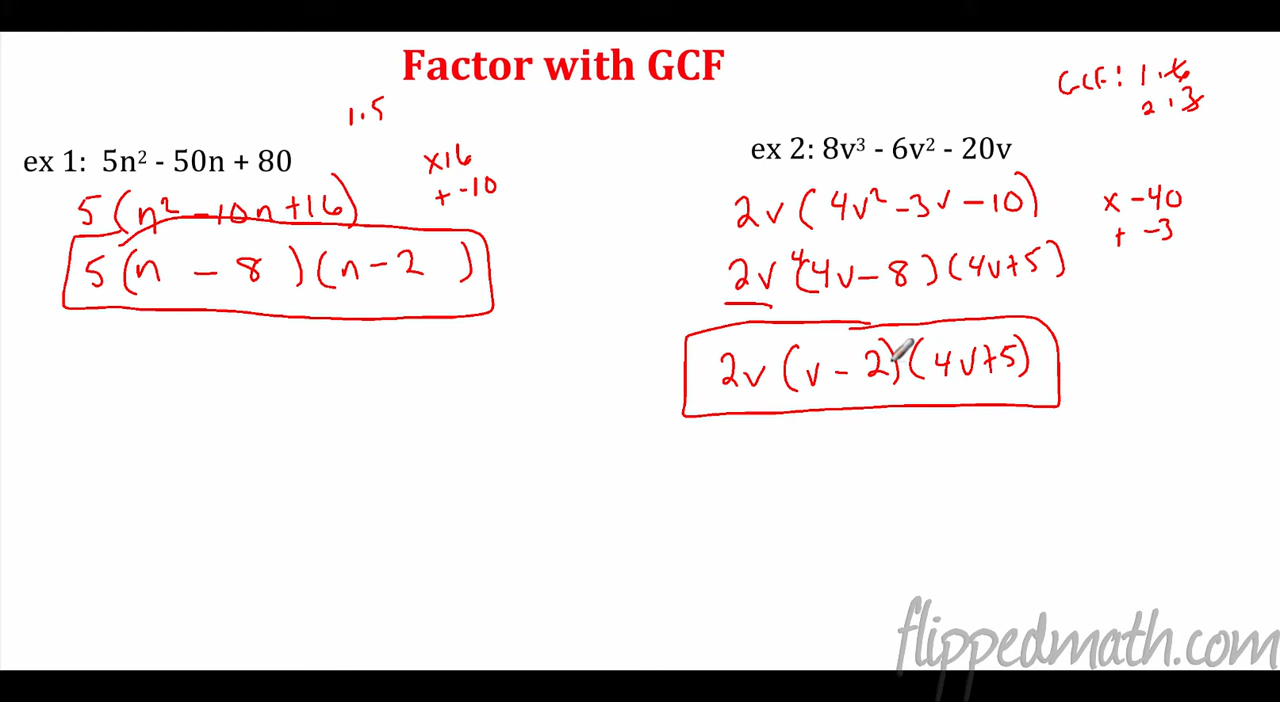 Factor with GCF
1·5
ex 1: 5n² - 50n + 80
x16
+ -10
5(n² - 10n + 16)
5(n - 8)(n - 2)
GCF: 1·6
2·3
ex 2: 8v³ - 6v² - 20v
2v(4v² - 3v - 10)
x -40
+ -3
2v 4(4v - 8)(4v + 5)
2v(v - 2)(4v + 5)
flippedmath.com